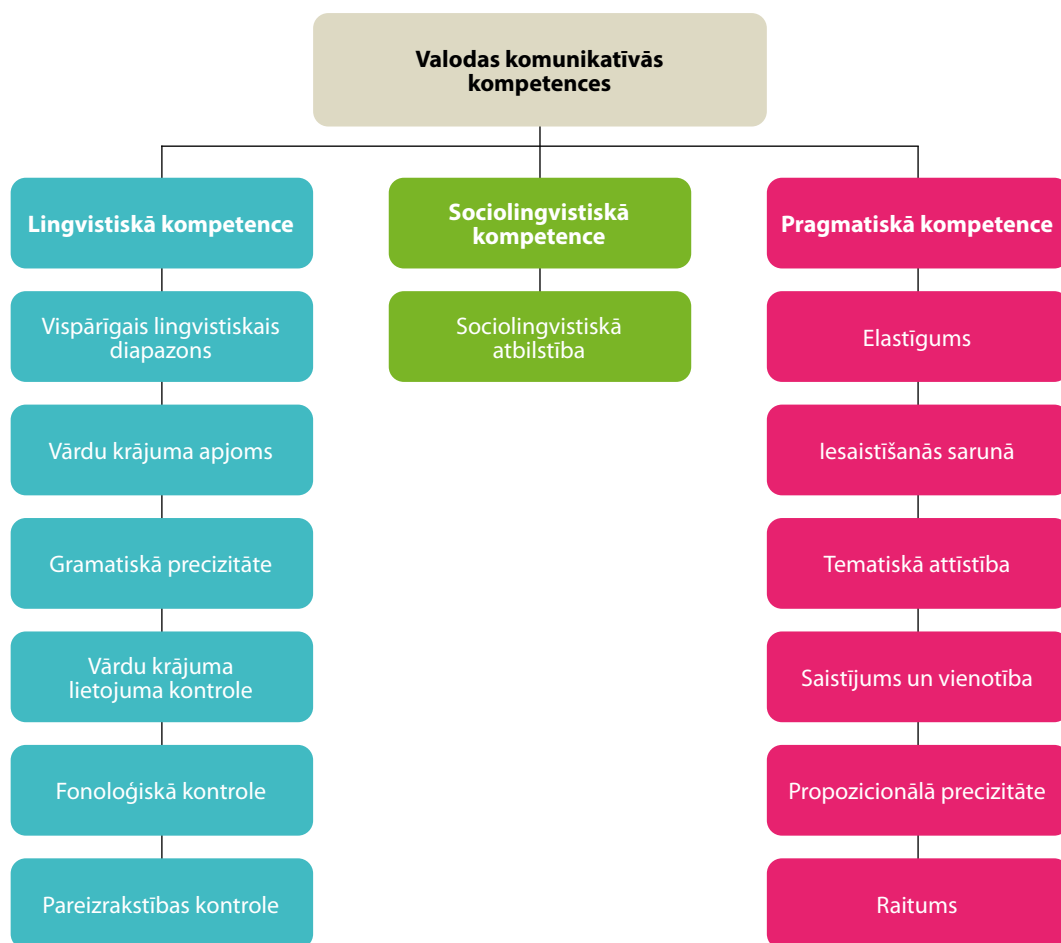 Valodas komunikatīvās
kompetences
Lingvistiskā kompetence
Sociolingvistiskā
kompetence
Pragmatiskā kompetence
Vispārīgais lingvistiskais
diapazons
Sociolingvistiskā
atbilstība
Elastīgums
Vārdu krājuma apjoms
Iesaistīšanās sarunā
Gramatiskā precizitāte
Tematiskā attīstība
Vārdu krājuma
lietojuma kontrole
Saistījums un vienotība
Fonoloģiskā kontrole
Propozicionālā precizitāte
Pareizrakstības kontrole
Raitums